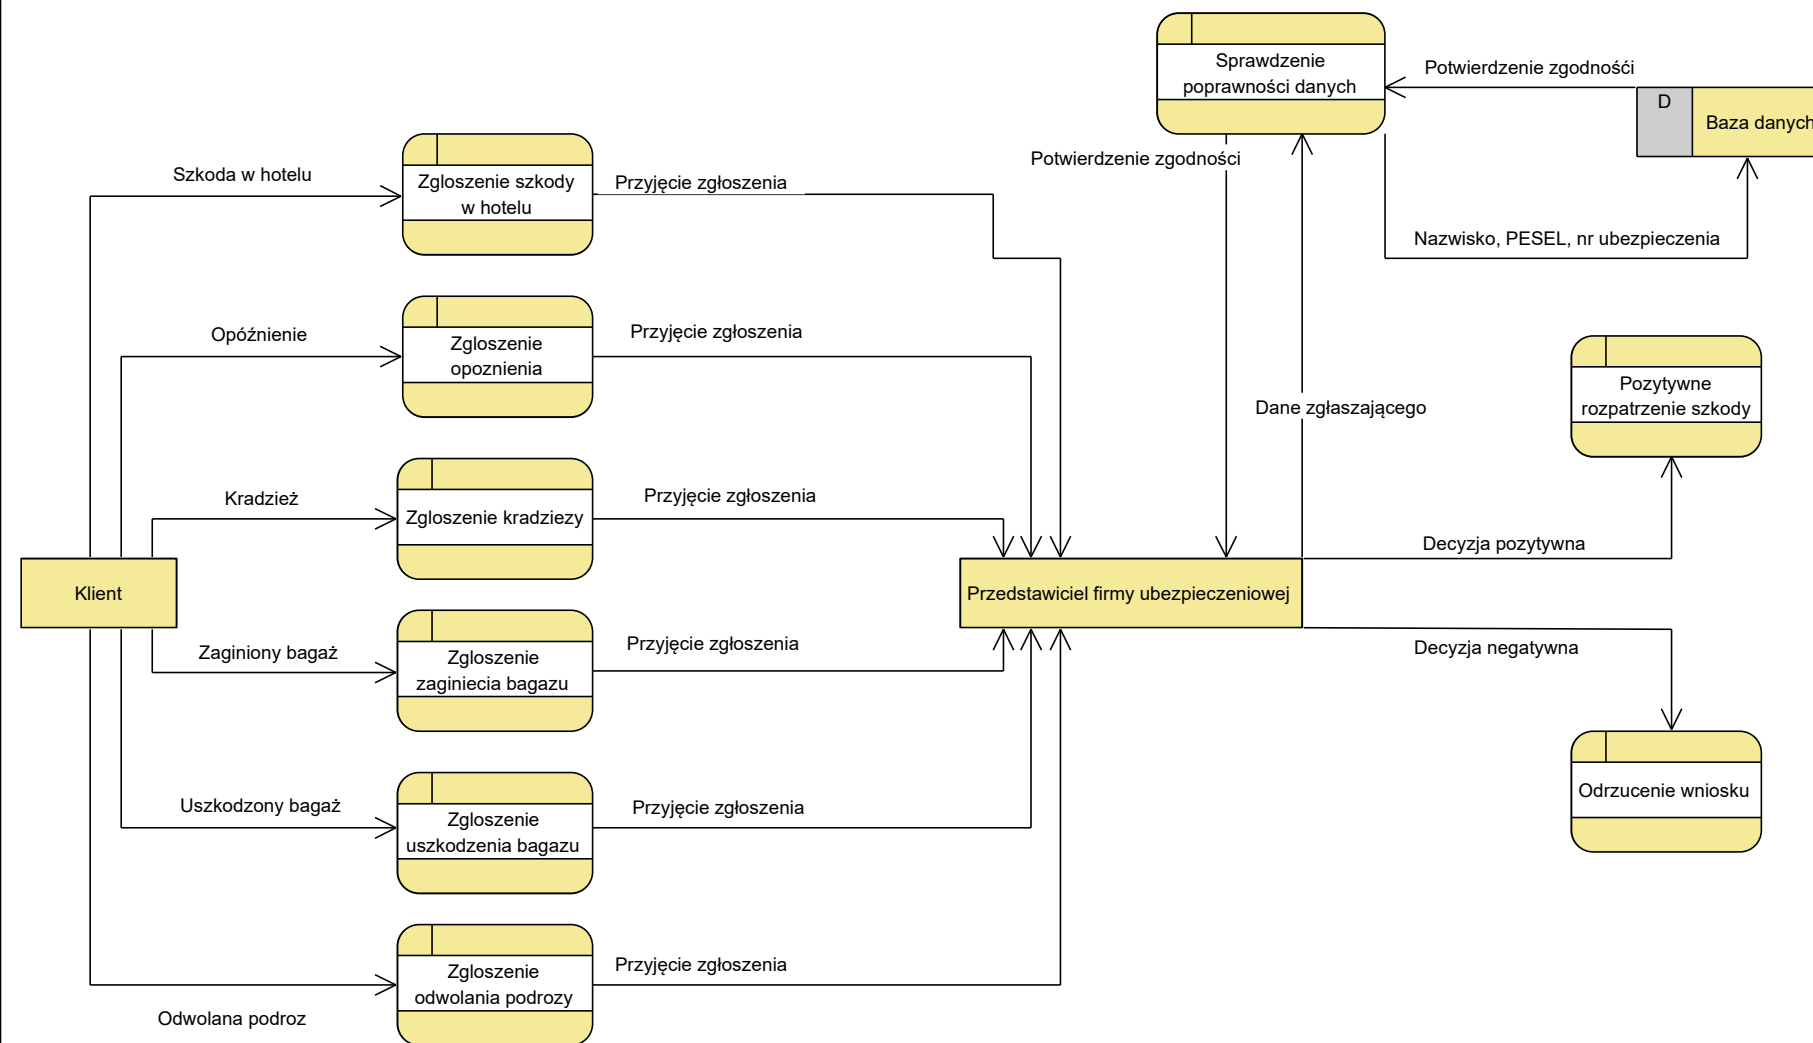 Sprawdzenie
poprawności danych
Potwierdzenie zgodnośći
D
Baza danych
Potwierdzenie zgodności
Szkoda w hotelu
Zgloszenie szkody
w hotelu
Przyjęcie zgłoszenia
Nazwisko, PESEL, nr ubezpieczenia
Opóźnienie
Zgloszenie
opoznienia
Przyjęcie zgłoszenia
Pozytywne
rozpatrzenie szkody
Dane zgłaszającego
Kradzież
Zgloszenie kradziezy
Przyjęcie zgłoszenia
Decyzja pozytywna
Klient
Przedstawiciel firmy ubezpieczeniowej
Zaginiony bagaż
Zgloszenie
zaginiecia bagazu
Przyjęcie zgłoszenia
Decyzja negatywna
Uszkodzony bagaż
Zgloszenie
uszkodzenia bagazu
Przyjęcie zgłoszenia
Odrzucenie wniosku
Zgloszenie
odwolania podrozy
Przyjęcie zgłoszenia
Odwolana podroz